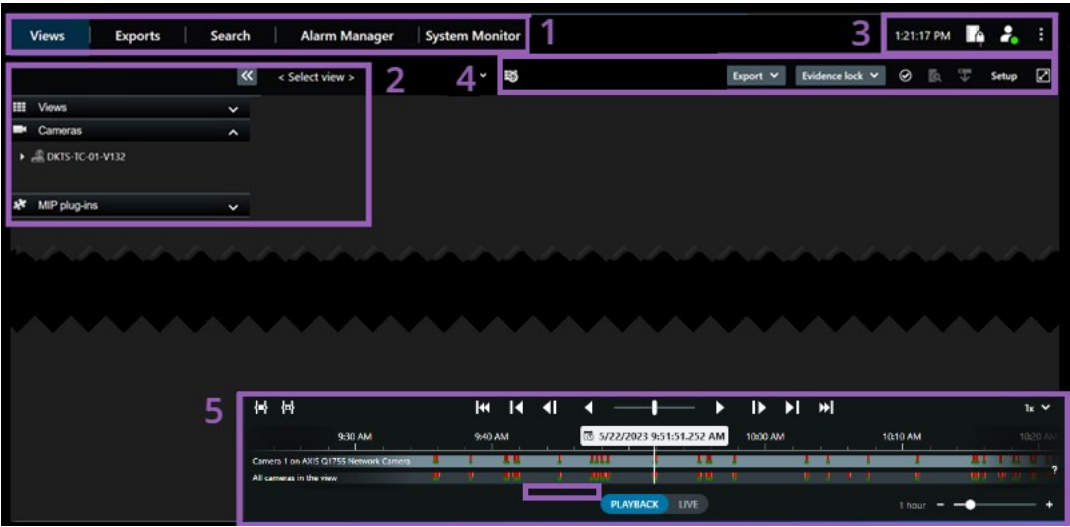 Views Exports Search Alarm Manager System Monitor 1 3 1:21:17 PM
< Select view > 2 4 Export Evidence lock Setup
Views
Cameras
DKTS-TC-01-V132
MIP plug-ins
5 1x
9:30 AM 9:40 AM 5/22/2023 9:51:51.252 AM 10:00 AM 10:10 AM 10:20 AM
Camera 1 on AXIS Q1755 Network Camera
All cameras in the view ?
PLAYBACK LIVE 1 hour